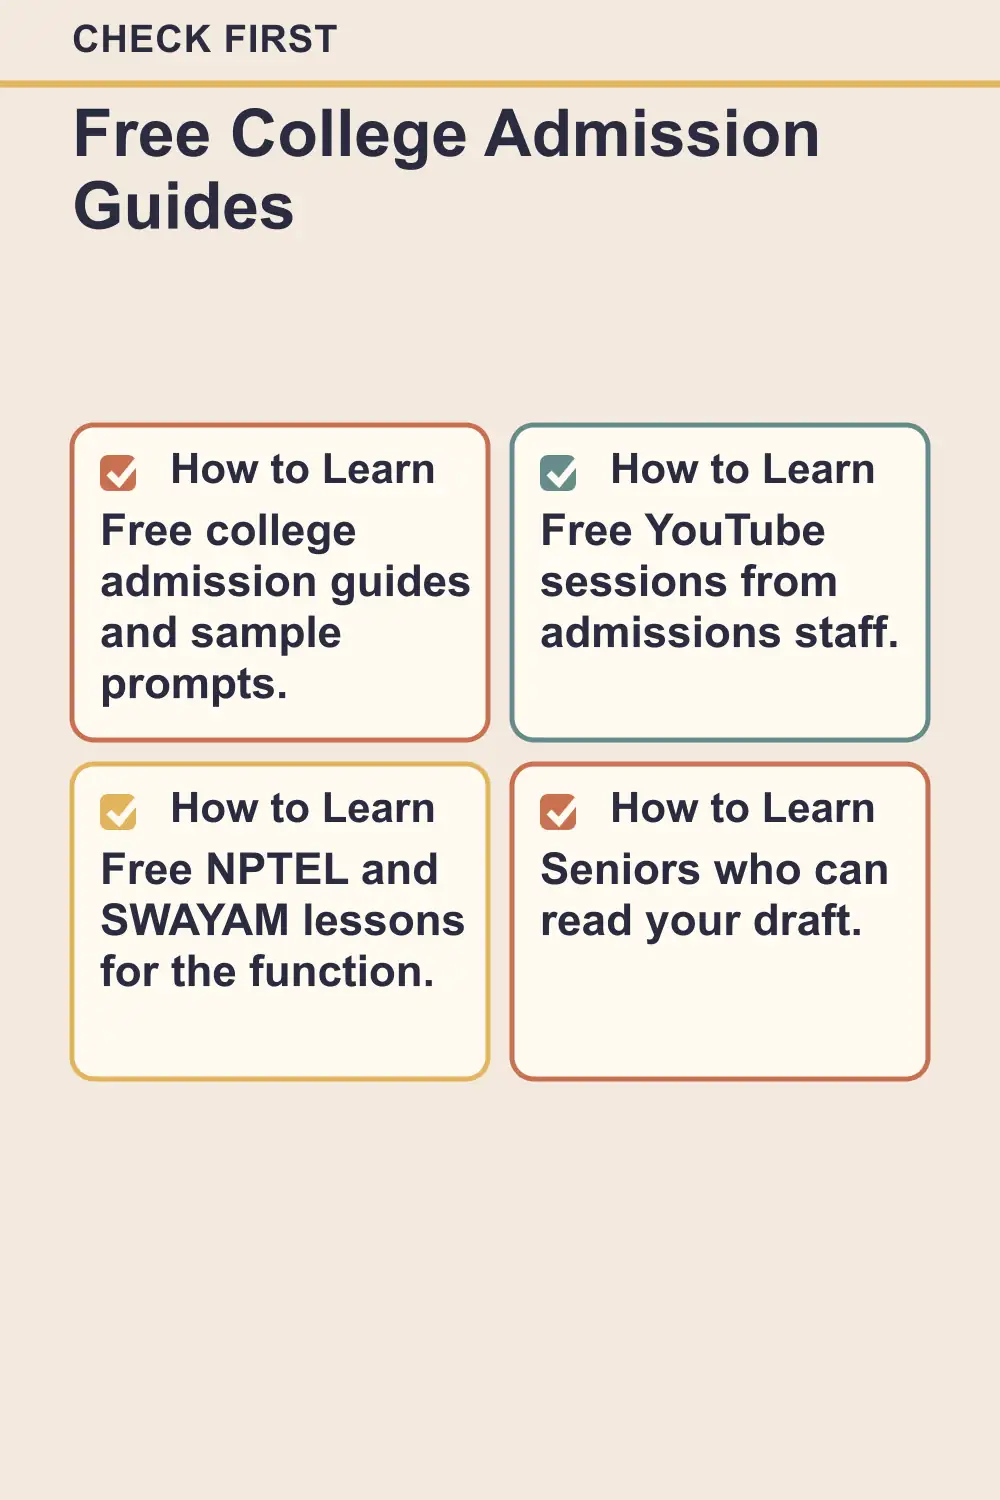 CHECK FIRST
Free College Admission
Guides
How to Learn
Free college
admission guides
and sample
prompts.
How to Learn
Free YouTube
sessions from
admissions staff.
How to Learn
Free NPTEL and
SWAYAM lessons
for the function.
How to Learn
Seniors who can
read your draft.